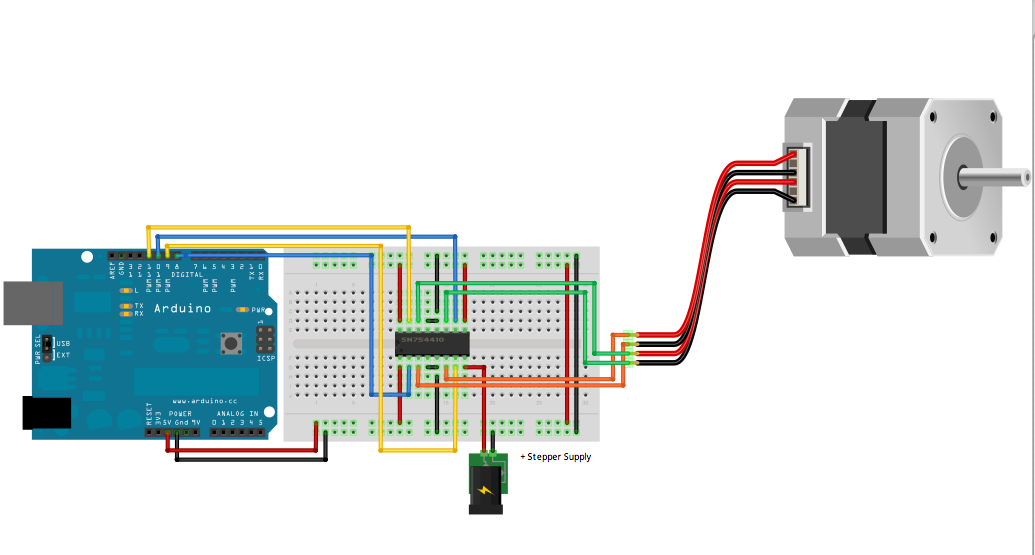 AREF
GND
13
12
11
10
9
8
7
6
5
4
3
2
1
0
PWM
PWM
PWM
PWM
PWM
PWM
TX
RX
DIGITAL
L
TX
RX
Arduino
PWR
PWR SEL
USB
EXT
ICSP
1
www.arduino.cc
RESET
3V3
5V Gnd 9V
POWER
ANALOG IN
0 1 2 3 4 5
SN754410
+ Stepper Supply